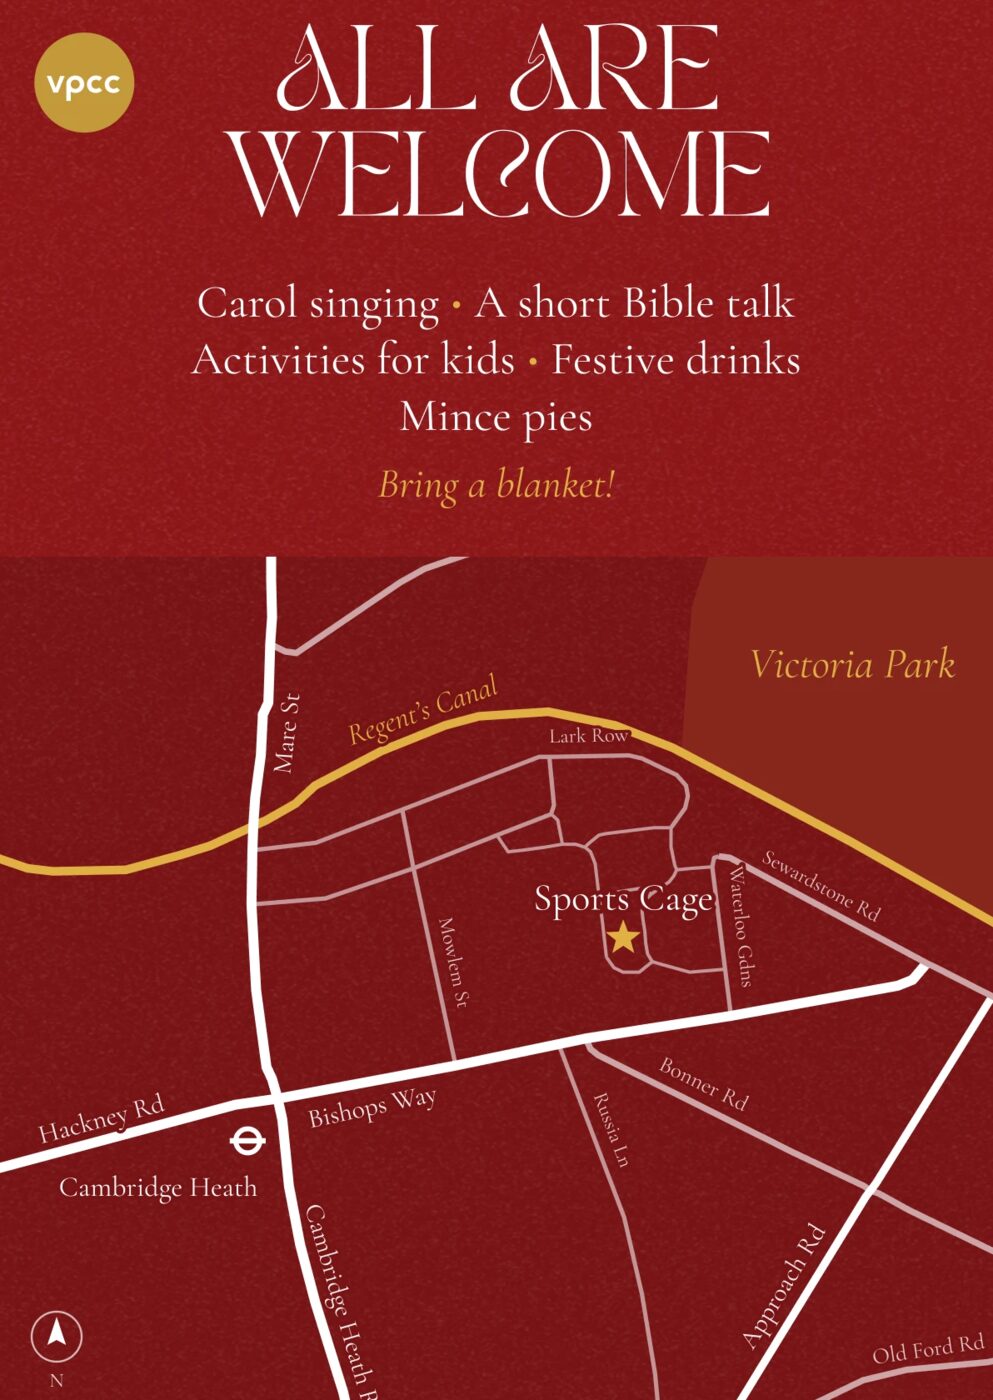 vpcc
ALL ARE
WELCOME
Carol singing • A short Bible talk
Activities for kids • Festive drinks
Mince pies
Bring a blanket!
Victoria Park
Regent's Canal
Mare St
Lark Row
Sewardstone Rd
Sports Cage
Waterloo Gdns
Mowlem St
Hackney Rd
Bishops Way
Bonner Rd
Russia Ln
Cambridge Heath
Cambridge Heath R
Approach Rd
Old Ford Rd
N